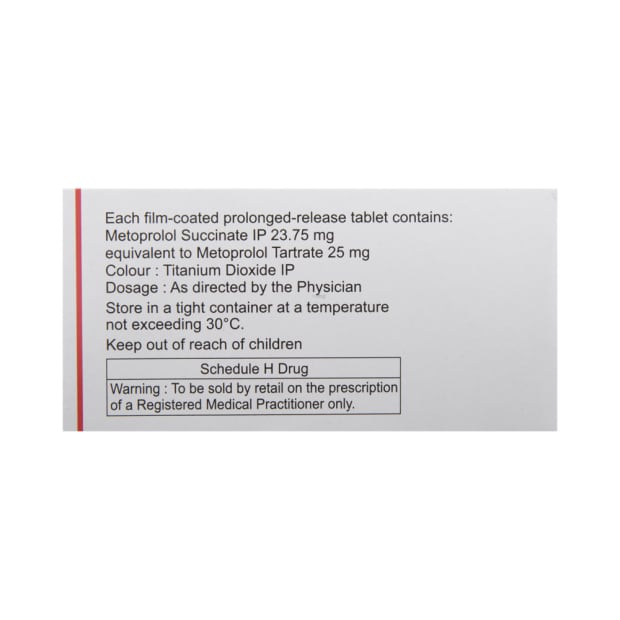 Each film-coated prolonged-release tablet contains:
Metoprolol Succinate IP 23.75 mg
equivalent to Metoprolol Tartrate 25 mg
Colour : Titanium Dioxide IP
Dosage : As directed by the Physician
Store in a tight container at a temperature
not exceeding 30°C.
Keep out of reach of children
Schedule H Drug
Warning : To be sold by retail on the prescription
of a Registered Medical Practitioner only.